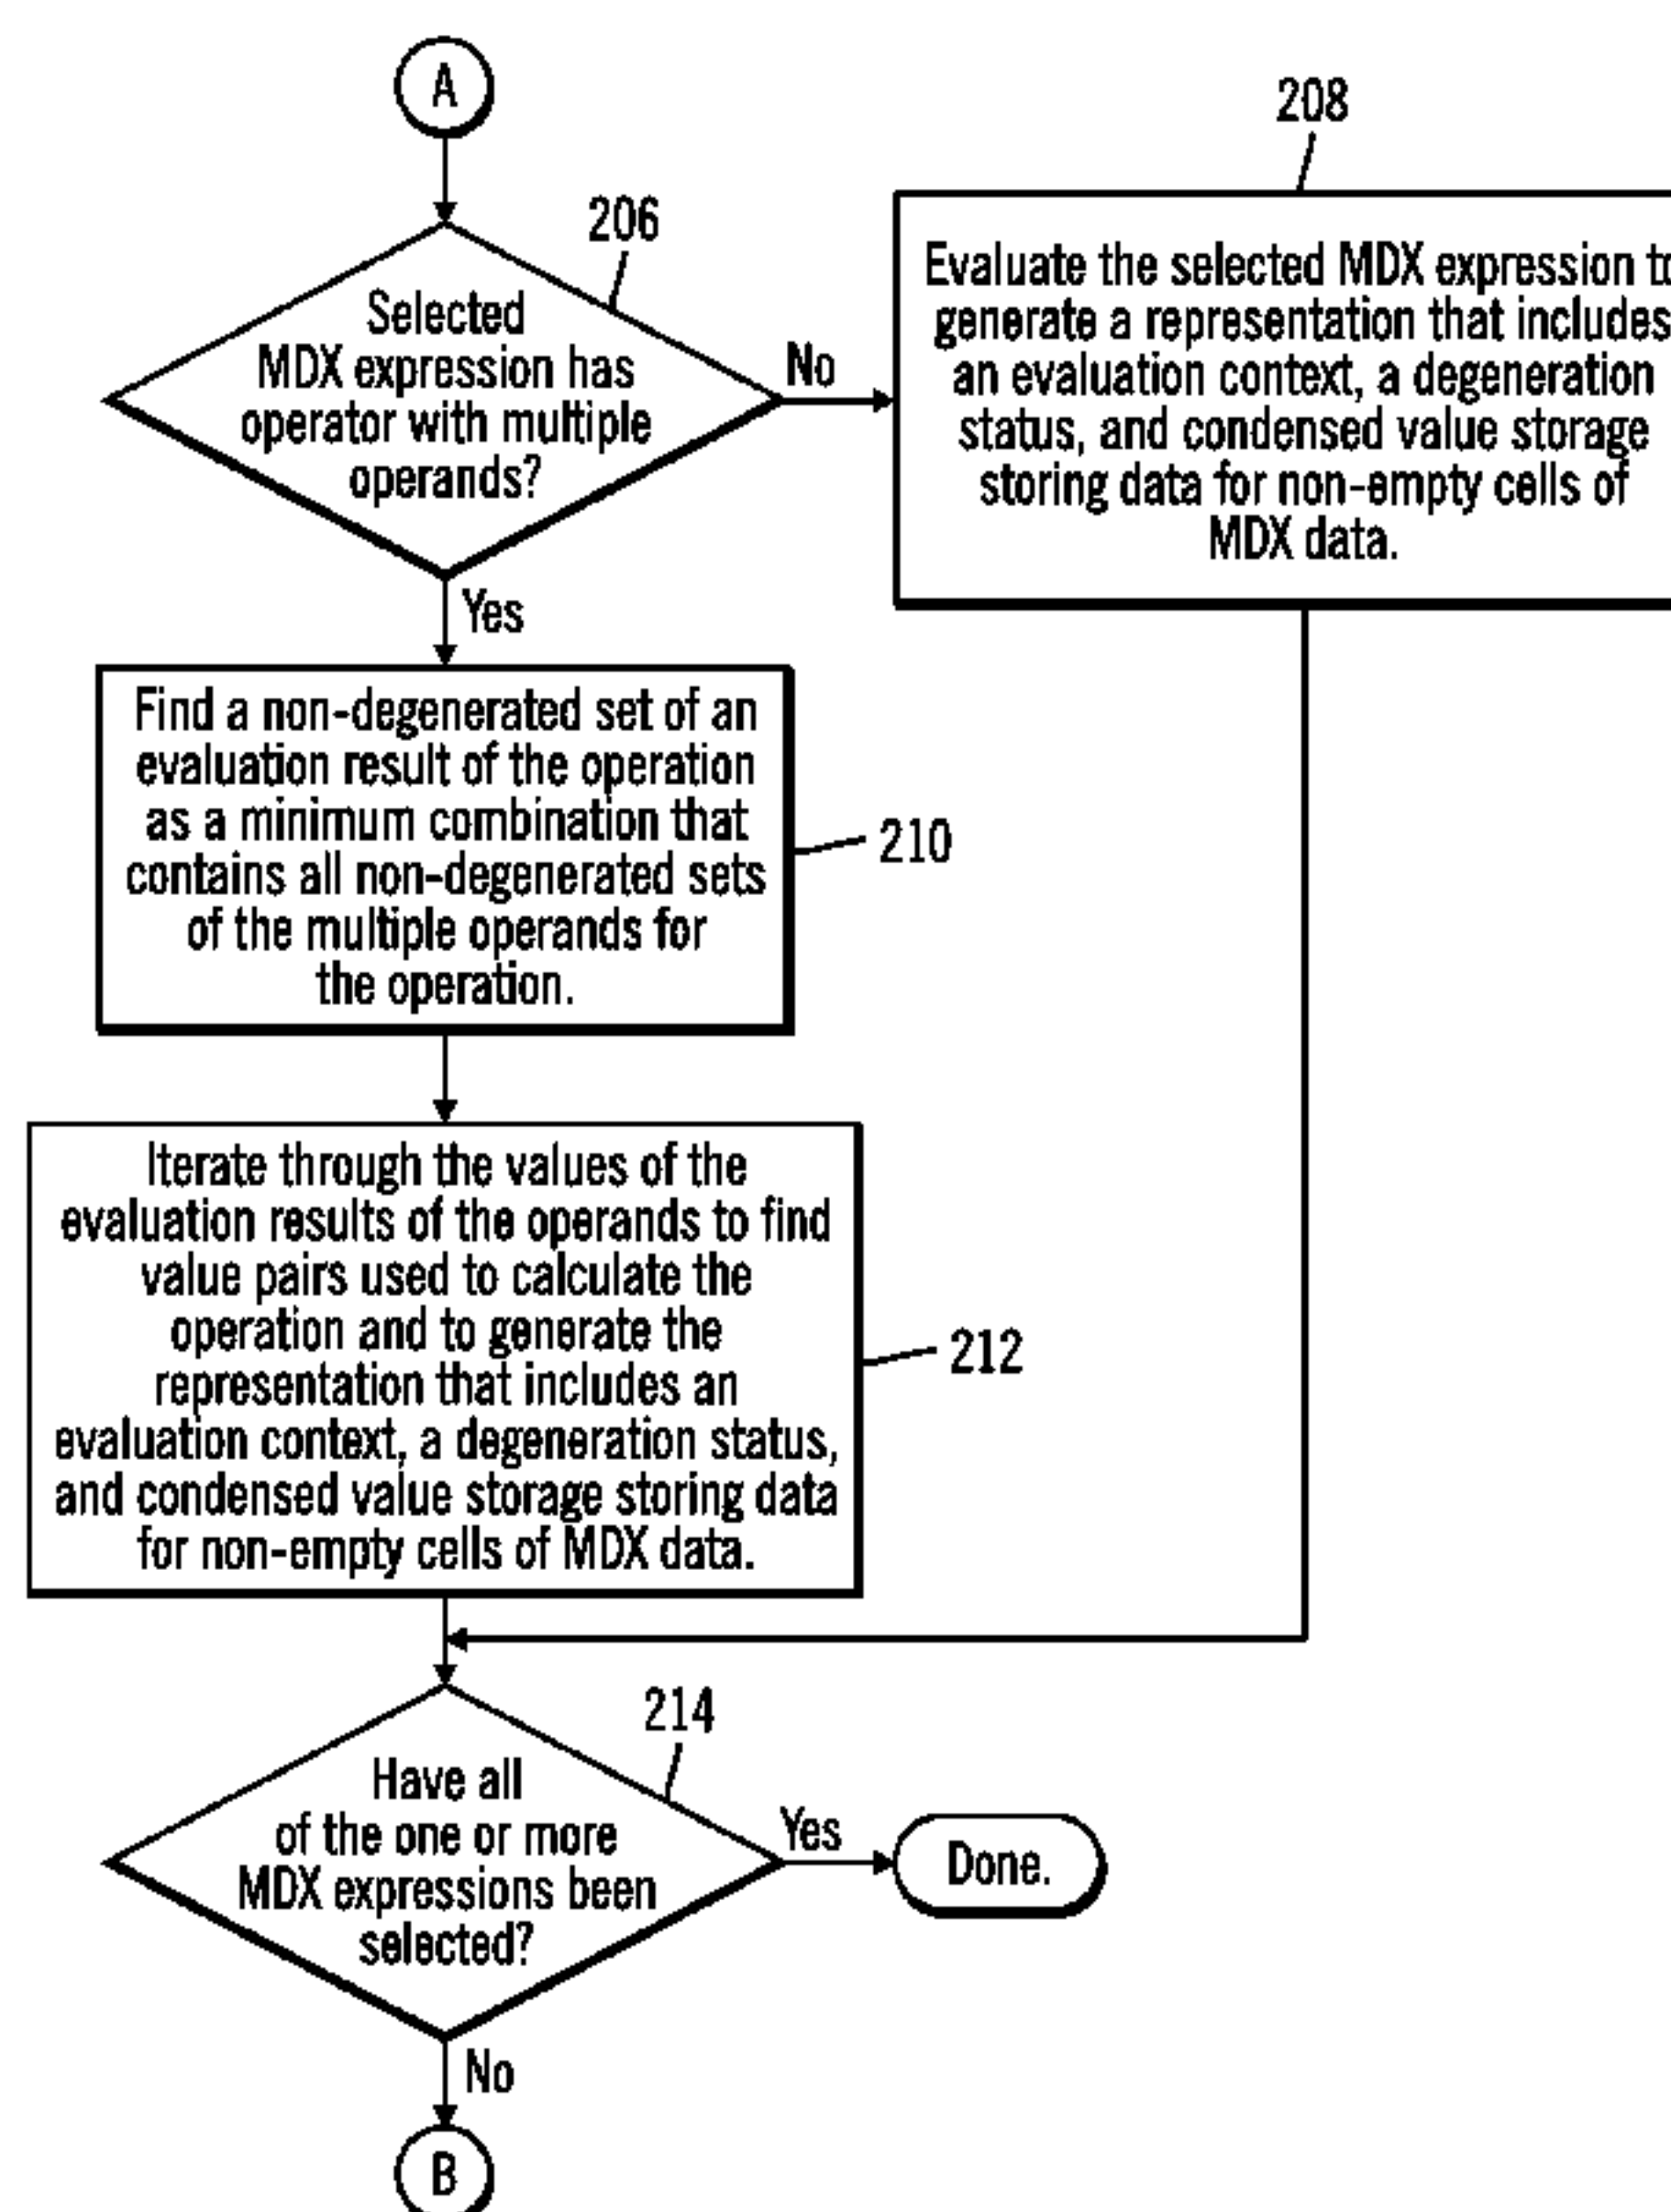 A
206
Selected
MDX expression has
operator with multiple
operands?
No
Yes
208
Evaluate the selected MDX expression to
generate a representation that includes
an evaluation context, a degeneration
status, and condensed value storage
storing data for non-empty cells of
MDX data.
Find a non-degenerated set of an
evaluation result of the operation
as a minimum combination that
contains all non-degenerated sets
of the multiple operands for
the operation.
210
Iterate through the values of the
evaluation results of the operands to find
value pairs used to calculate the
operation and to generate the
representation that includes an
evaluation context, a degeneration status,
and condensed value storage storing data
for non-empty cells of MDX data.
212
214
Have all
of the one or more
MDX expressions been
selected?
Yes
Done.
No
B